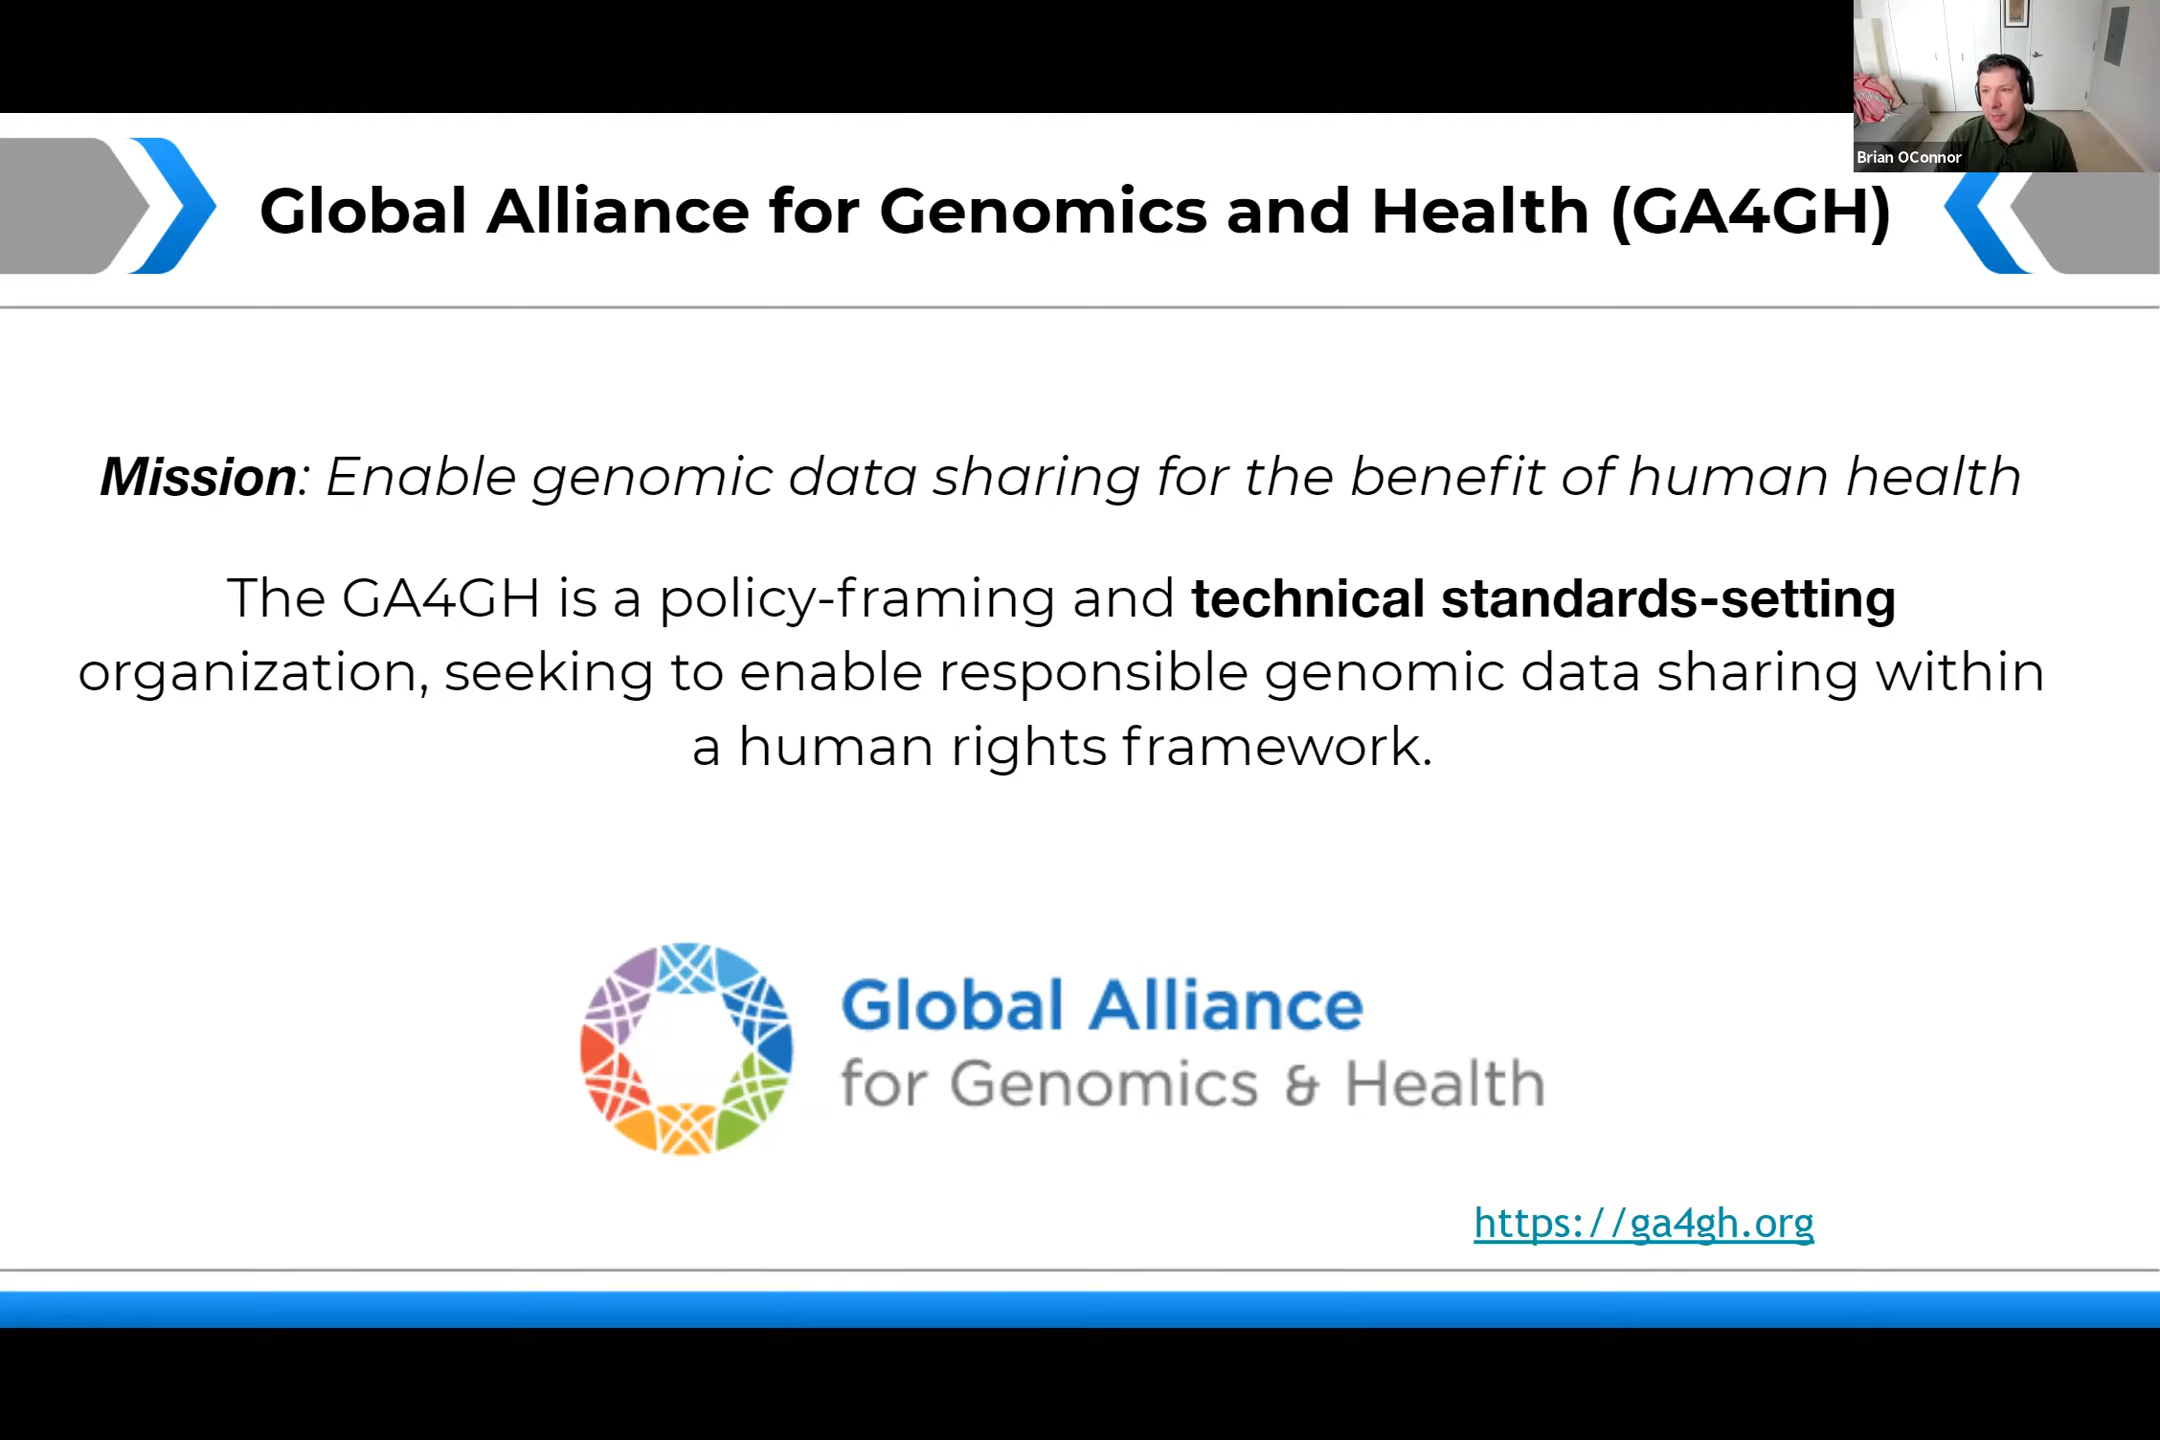 Brian OConnor
Global Alliance for Genomics and Health (GA4GH)
Mission: Enable genomic data sharing for the benefit of human health
The GA4GH is a policy-framing and technical standards-setting
organization, seeking to enable responsible genomic data sharing within
a human rights framework.
Global Alliance
for Genomics & Health
https://ga4gh.org